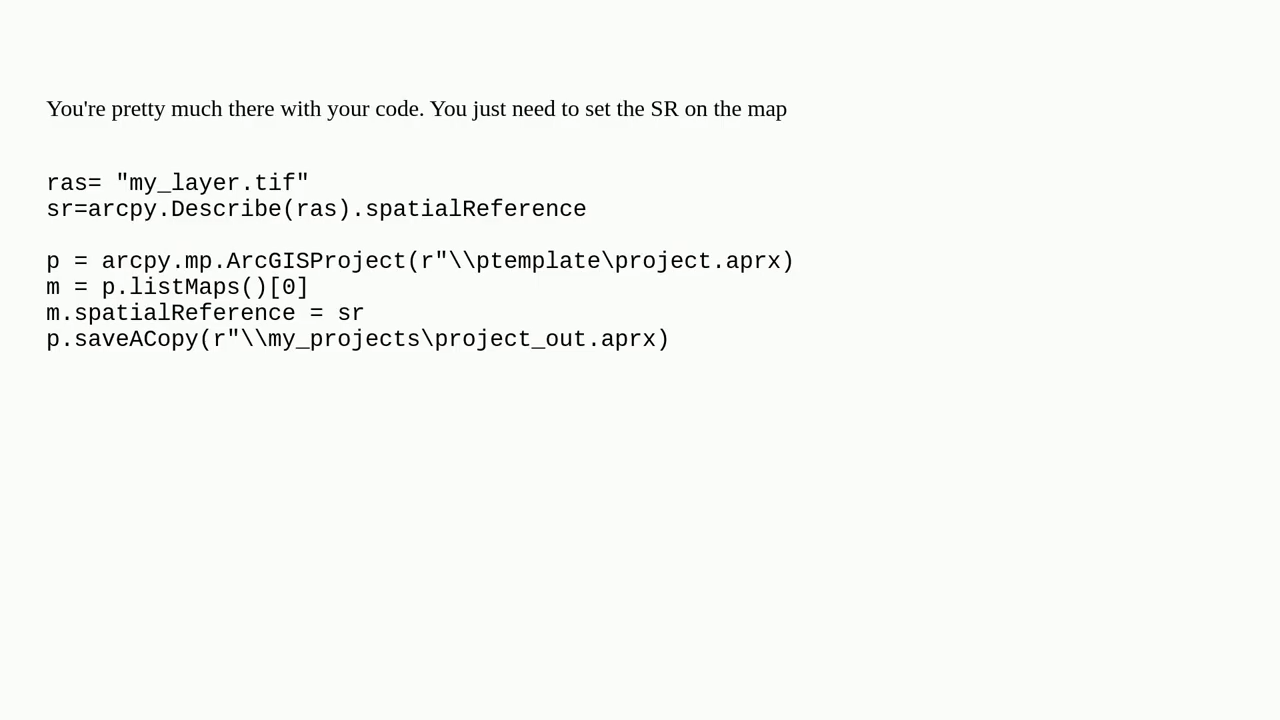 You're pretty much there with your code. You just need to set the SR on the map
ras= "my_layer.tif"
sr=arcpy.Describe(ras).spatialReference
p = arcpy.mp.ArcGISProject(r"\\ptemplate\project.aprx)
m = p.listMaps()[0]
m.spatialReference = sr
p.saveACopy(r"\\my_projects\project_out.aprx)